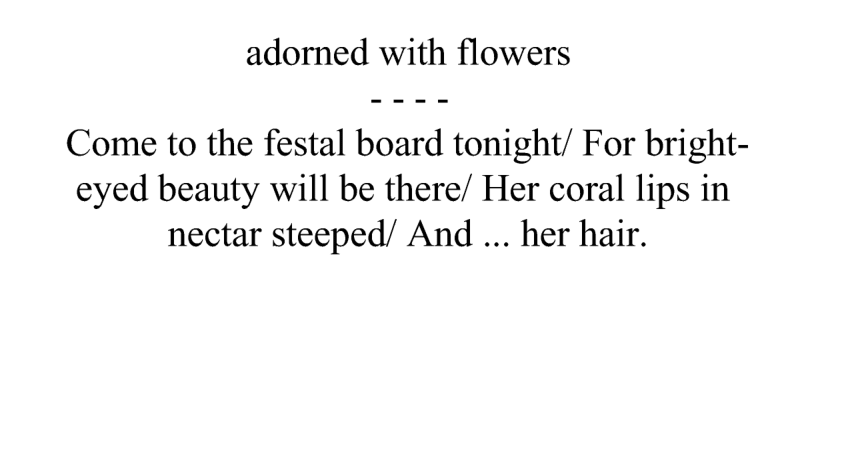 adorned with flowers
- - - -
Come to the festal board tonight/ For bright-
eyed beauty will be there/ Her coral lips in
nectar steeped/ And ... her hair.